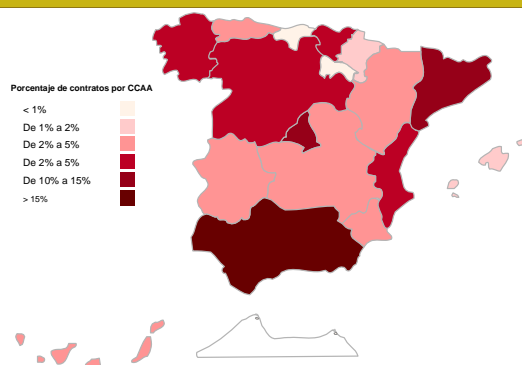 Porcentaje de contratos por CCAA
< 1%
De 1% a 2%
De 2% a 5%
De 2% a 5%
De 10% a 15%
> 15%